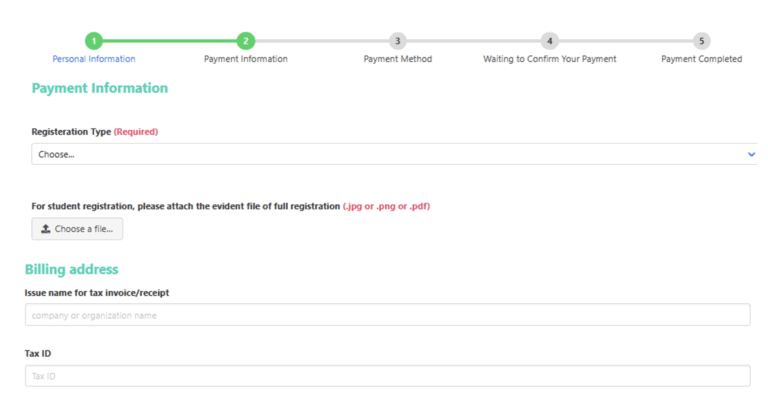 1 2 3 4 5
Personal Information Payment Information Payment Method Waiting to Confirm Your Payment Payment Completed
Payment Information
Registeration Type (Required)
Choose...
For student registration, please attach the evident file of full registration (.jpg or .png or .pdf)
Choose a file...
Billing address
Issue name for tax invoice/receipt
company or organization name
Tax ID
Tax ID